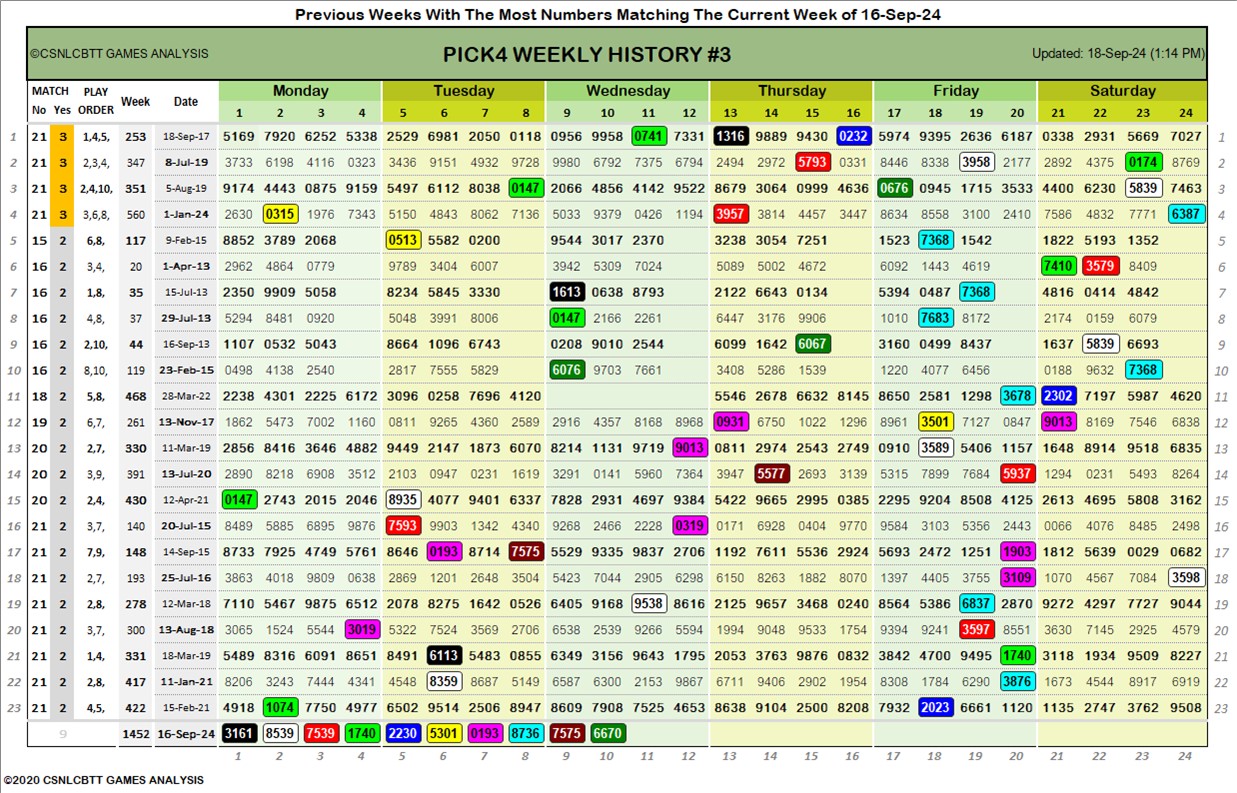 Previous Weeks With The Most Numbers Matching The Current Week of 16-Sep-24
©CSNLCBTT GAMES ANALYSIS PICK4 WEEKLY HISTORY #3 Updated: 18-Sep-24 (1:14 PM)
MATCH PLAY Week Date Monday Tuesday Wednesday Thursday Friday Saturday
No Yes ORDER 1 2 3 4 5 6 7 8 9 10 11 12 13 14 15 16 17 18 19 20 21 22 23 24
1 21 3 1,4,5, 253 18-Sep-17 5169 7920 6252 5338 2529 6981 2050 0118 0956 9958 0741 7331 1316 9889 9430 0232 5974 9395 2636 6187 0338 2931 5669 7027 1
2 21 3 2,3,4, 347 8-Jul-19 3733 6198 4116 0323 3436 9151 4932 9728 9980 6792 7375 6794 2494 2972 5793 0331 8446 8338 3958 2177 2892 4375 0174 8769 2
3 21 3 2,4,10, 351 5-Aug-19 9174 4443 0875 9159 5497 6112 8038 0147 2066 4856 4142 9522 8679 3064 0999 4636 0676 0945 1715 3533 4400 6230 5839 7463 3
4 21 3 3,6,8, 560 1-Jan-24 2630 0315 1976 7343 5150 4843 8062 7136 5033 9379 0426 1194 3957 3814 4457 3447 8634 8558 3100 2410 7586 4832 7771 6387 4
5 15 2 6,8, 117 9-Feb-15 8852 3789 2068 0513 5582 0200 9544 3017 2370 3238 3054 7251 1523 7368 1542 1822 5193 1352 5
6 16 2 3,4, 20 1-Apr-13 2962 4864 0779 9789 3404 6007 3942 5309 7024 5089 5002 4672 6092 1443 4619 7410 3579 8409 6
7 16 2 1,8, 35 15-Jul-13 2350 9909 5058 8234 5845 3330 1613 0638 8793 2122 6643 0134 5394 0487 7368 4816 0414 4842 7
8 16 2 4,8, 37 29-Jul-13 5294 8481 0920 5048 3991 8006 0147 2166 2261 6447 3176 9906 1010 7683 8172 2174 0159 6079 8
9 16 2 2,10, 44 16-Sep-13 1107 0532 5043 8664 1096 6743 0208 9010 2544 6099 1642 6067 3160 0499 8437 1637 5839 6693 9
10 16 2 8,10, 119 23-Feb-15 0498 4138 2540 2817 7555 5829 6076 9703 7661 3408 5286 1539 1220 4077 6456 0188 9632 7368 10
11 18 2 5,8, 468 28-Mar-22 2238 4301 2225 6172 3096 0258 7696 4120 5546 2678 6632 8145 8650 2581 1298 3678 2302 7197 5987 4620 11
12 19 2 6,7, 261 13-Nov-17 1862 5473 7002 1160 0811 9265 4360 2589 2916 4357 8168 8968 0931 6750 1022 1296 8961 3501 7127 0847 9013 8169 7546 6838 12
13 20 2 2,7, 330 11-Mar-19 2856 8416 3646 4882 9449 2147 1873 6070 8214 1131 9719 9013 0811 2974 2543 2749 0910 3589 5406 1157 1648 8914 9518 6835 13
14 20 2 3,9, 391 13-Jul-20 2890 8218 6908 3512 2103 0947 0231 1619 3291 0141 5960 7364 3947 5577 2693 3139 5315 7899 7684 5937 1294 0231 5493 8264 14
15 20 2 2,4, 430 12-Apr-21 0147 2743 2015 2046 8935 4077 9401 6337 7828 2931 4697 9384 5422 9665 2995 0385 2295 9204 8508 4125 2613 4695 5808 3162 15
16 21 2 3,7, 140 20-Jul-15 8489 5885 6895 9876 7593 9903 1342 4340 9268 2466 2228 0319 0171 6928 0404 9770 9584 3103 5356 2443 0066 4076 8485 2498 16
17 21 2 7,9, 148 14-Sep-15 8733 7925 4749 5761 8646 0193 8714 7575 5529 9335 9837 2706 1192 7611 5536 2924 5693 2472 1251 1903 1812 5639 0029 0682 17
18 21 2 2,7, 193 25-Jul-16 3863 4018 9809 0638 2869 1201 2648 3504 5423 7044 2905 6298 6150 8263 1882 8070 1397 4405 3755 3109 1070 4567 7084 3598 18
19 21 2 2,8, 278 12-Mar-18 7110 5467 9875 6512 2078 8275 1642 0526 6405 9168 9538 8616 2125 9657 3468 0240 8564 5386 6837 2870 9272 4297 7727 9044 19
20 21 2 3,7, 300 13-Aug-18 3065 1524 5544 3019 5322 7524 3569 2706 6538 2539 9266 5594 1994 9048 5533 1754 9394 9241 3597 8551 3630 7145 2925 4579 20
21 21 2 1,4, 331 18-Mar-19 5489 8316 6091 8651 8491 6113 5483 0855 6349 3156 9643 1795 2053 3763 9876 0832 3842 4700 9495 1740 3118 1934 9509 8227 21
22 21 2 2,8, 417 11-Jan-21 8206 3243 7444 4341 4548 8359 8687 5149 6587 6300 2153 9867 6711 9406 2902 1954 8308 1784 6290 3876 1673 4544 8917 6919 22
23 21 2 4,5, 422 15-Feb-21 4918 1074 7750 4977 6502 9514 2506 8947 8609 7908 7525 4653 8638 9104 2500 8208 7932 2023 6661 1120 1135 2747 3762 9508 23
9 1452 16-Sep-24 3161 8539 7539 1740 2230 5301 0193 8736 7575 6670
1 2 3 4 5 6 7 8 9 10 11 12 13 14 15 16 17 18 19 20 21 22 23 24
©2020 CSNLCBTT GAMES ANALYSIS